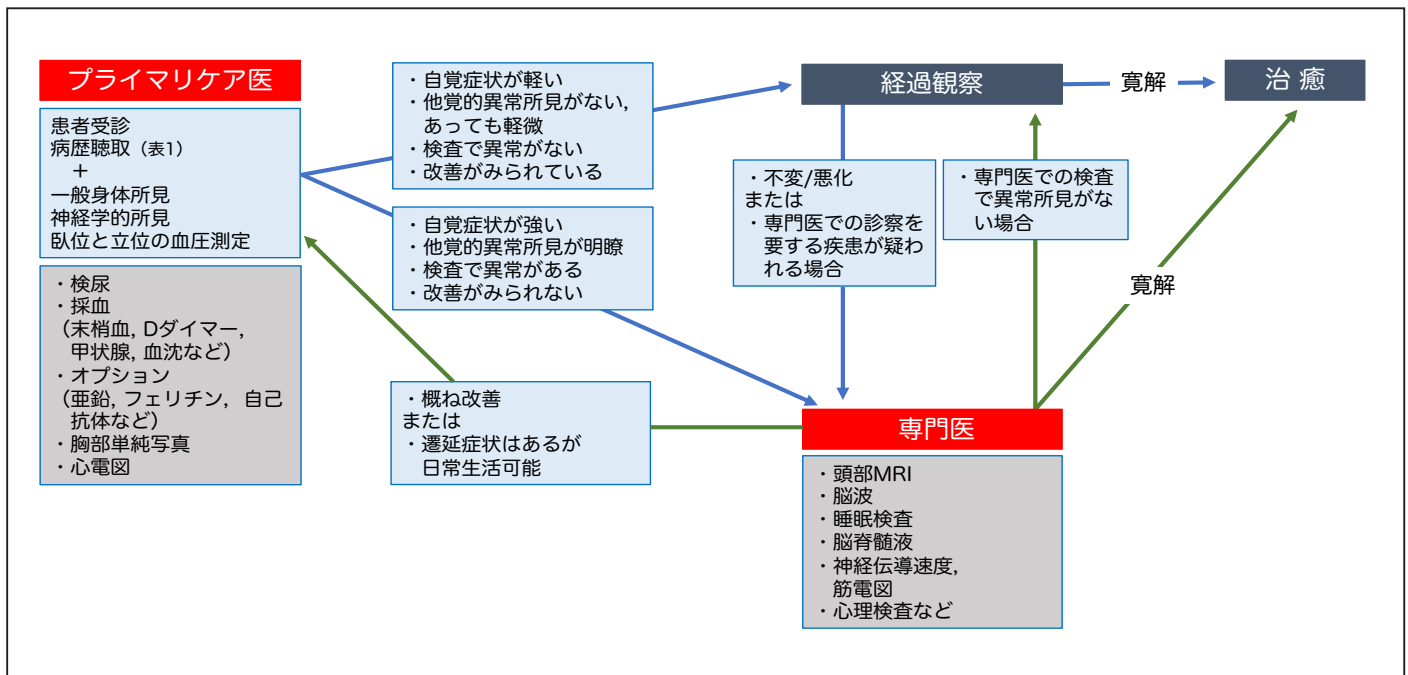 プライマリケア医
患者受診
病歴聴取（表1）
＋
一般身体所見
神経学的所見
臥位と立位の血圧測定
・検尿
・採血
（末梢血, Dダイマー,
甲状腺, 血沈など）
・オプション
（亜鉛, フェリチン, 自己
抗体など）
・胸部単純写真
・心電図
・自覚症状が軽い
・他覚的異常所見がない,
あっても軽微
・検査で異常がない
・改善がみられている
・自覚症状が強い
・他覚的異常所見が明瞭
・検査で異常がある
・改善がみられない
・概ね改善
または
・遷延症状はあるが
日常生活可能
経過観察
寛解
治 癒
・不変/悪化
または
・専門医での診察を
要する疾患が疑わ
れる場合
・専門医での検査
で異常所見がな
い場合
寛解
専門医
・頭部MRI
・脳波
・睡眠検査
・脳脊髄液
・神経伝導速度,
筋電図
・心理検査など